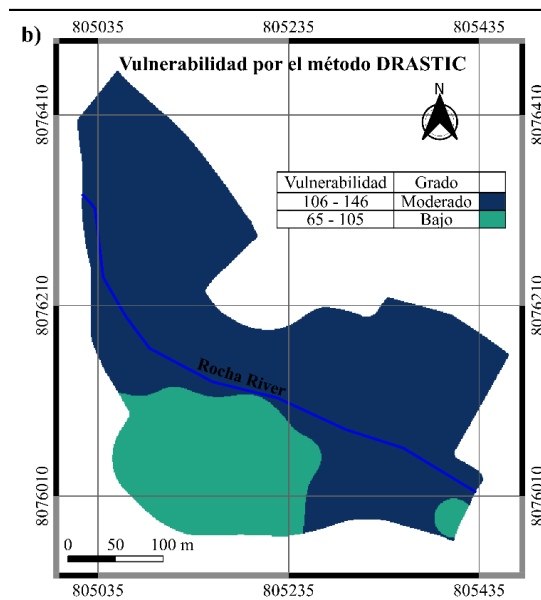 b)
805035 805235 805435
Vulnerabilidad por el método DRASTIC
N
8076410 8076410
Vulnerabilidad Grado
106 - 146 Moderado
65 - 105 Bajo
8076210 8076210
Rocha River
8076010 8076010
0 50 100 m
805035 805235 805435